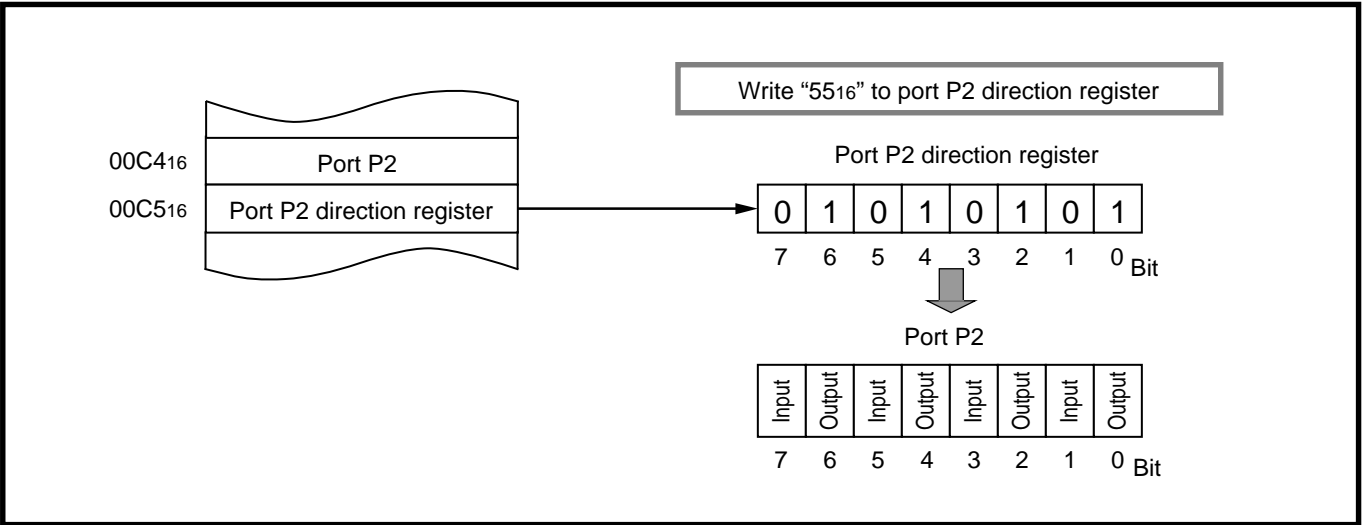 Write “5516” to port P2 direction register
00C416 Port P2
00C516 Port P2 direction register
Port P2 direction register
0 1 0 1 0 1 0 1
7 6 5 4 3 2 1 0 Bit
Port P2
Input Output Input Output Input Output Input Output
7 6 5 4 3 2 1 0 Bit